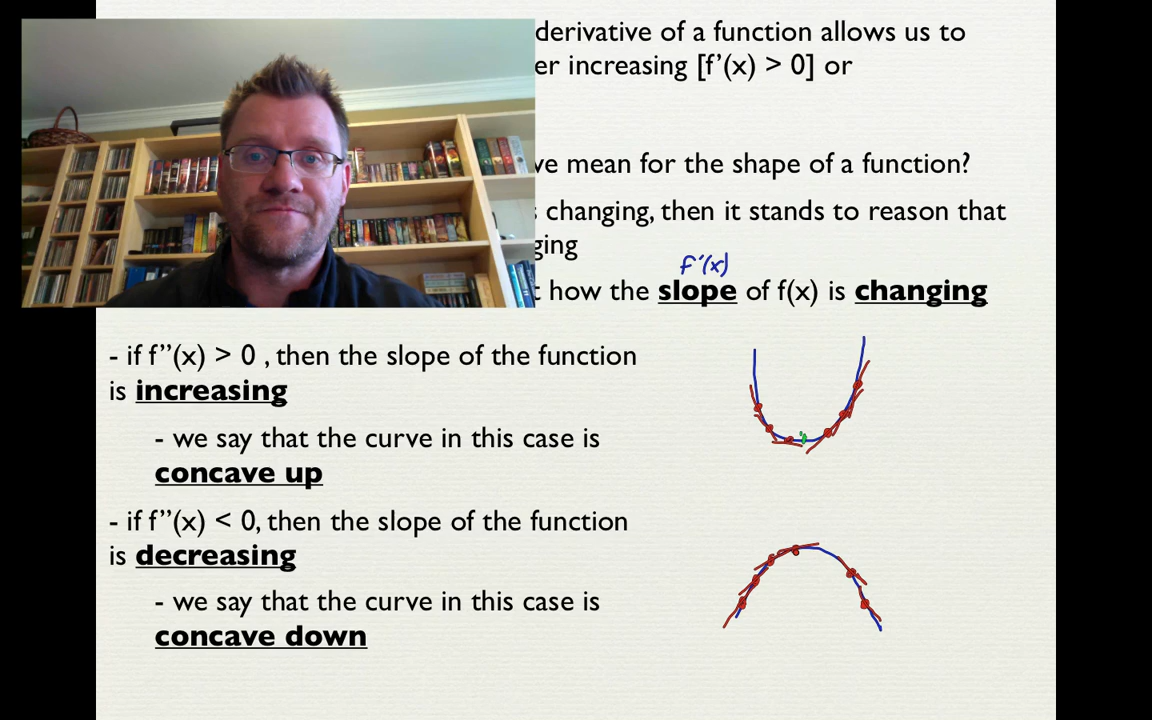 derivative of a function allows us to
er increasing [f’(x) > 0] or
ve mean for the shape of a function?
changing, then it stands to reason that
ging
f'(x)
t how the slope of f(x) is changing
- if f’’(x) > 0 , then the slope of the function
is increasing
- we say that the curve in this case is
concave up
- if f’’(x) < 0, then the slope of the function
is decreasing
- we say that the curve in this case is
concave down